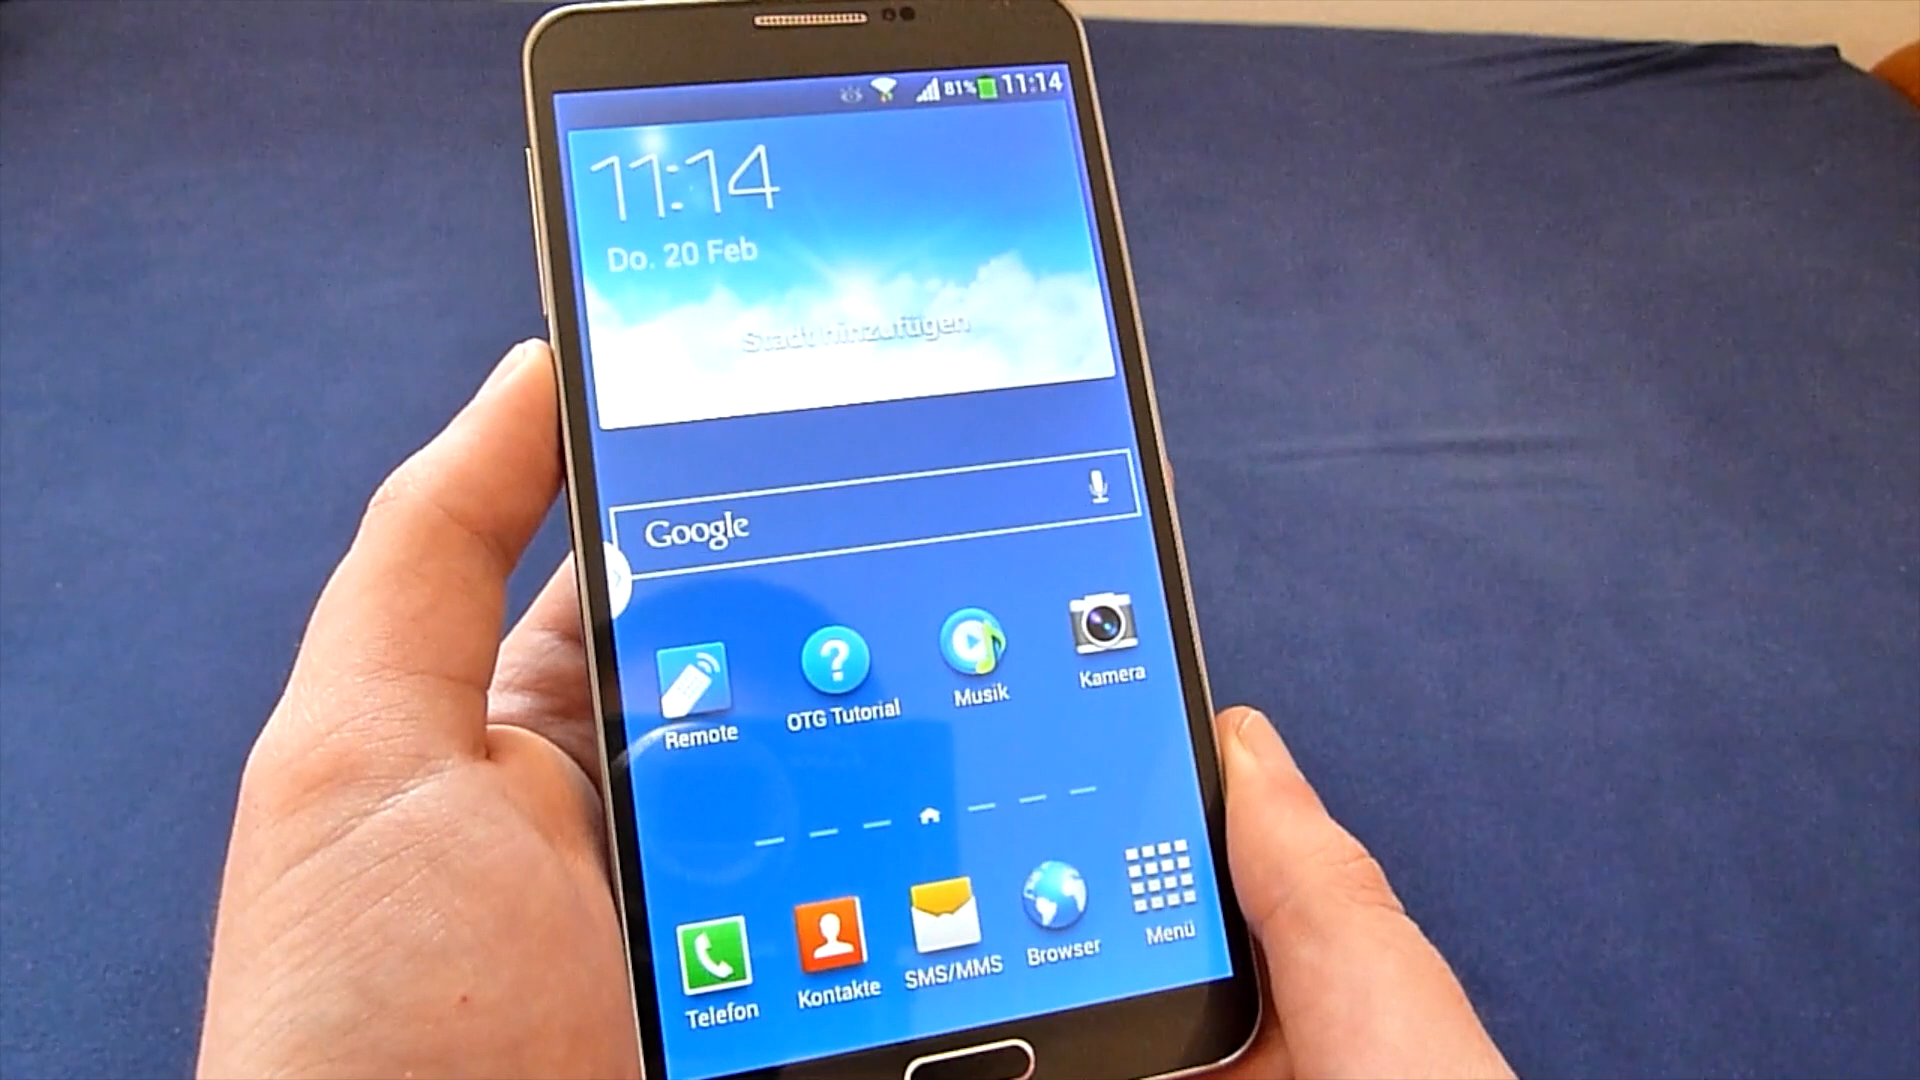 81% 11:14
11:14
Do. 20 Feb
Stadt hinzufügen
Google
Remote
OTG Tutorial
Musik
Kamera
Telefon
Kontakte
SMS/MMS
Browser
Menü